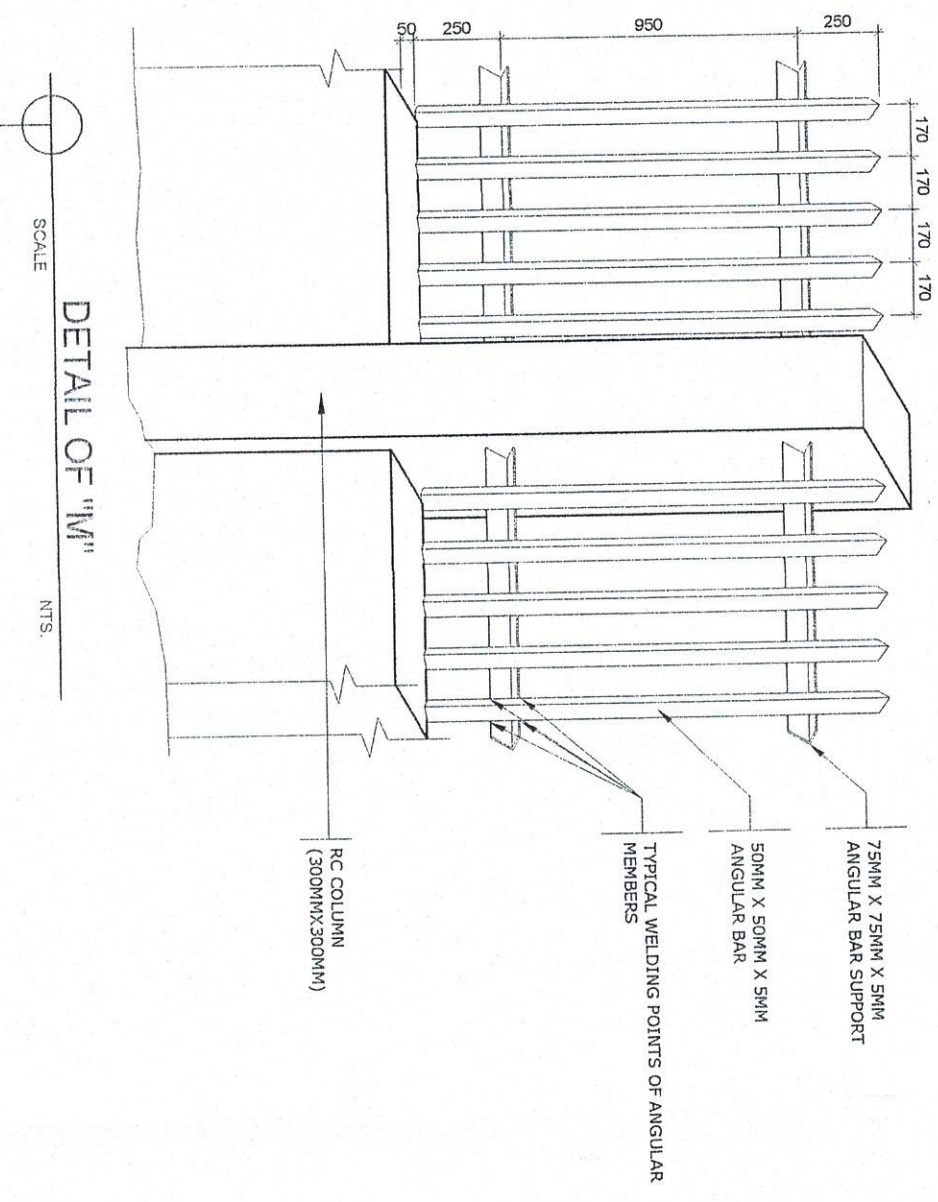 50
250
950
250
170
170
170
170
75MM X 75MM X 5MM
ANGULAR BAR SUPPORT
50MM X 50MM X 5MM
ANGULAR BAR
TYPICAL WELDING POINTS OF ANGULAR
MEMBERS
RC COLUMN
(300MMX300MM)
DETAIL OF "M"
SCALE
NTS.